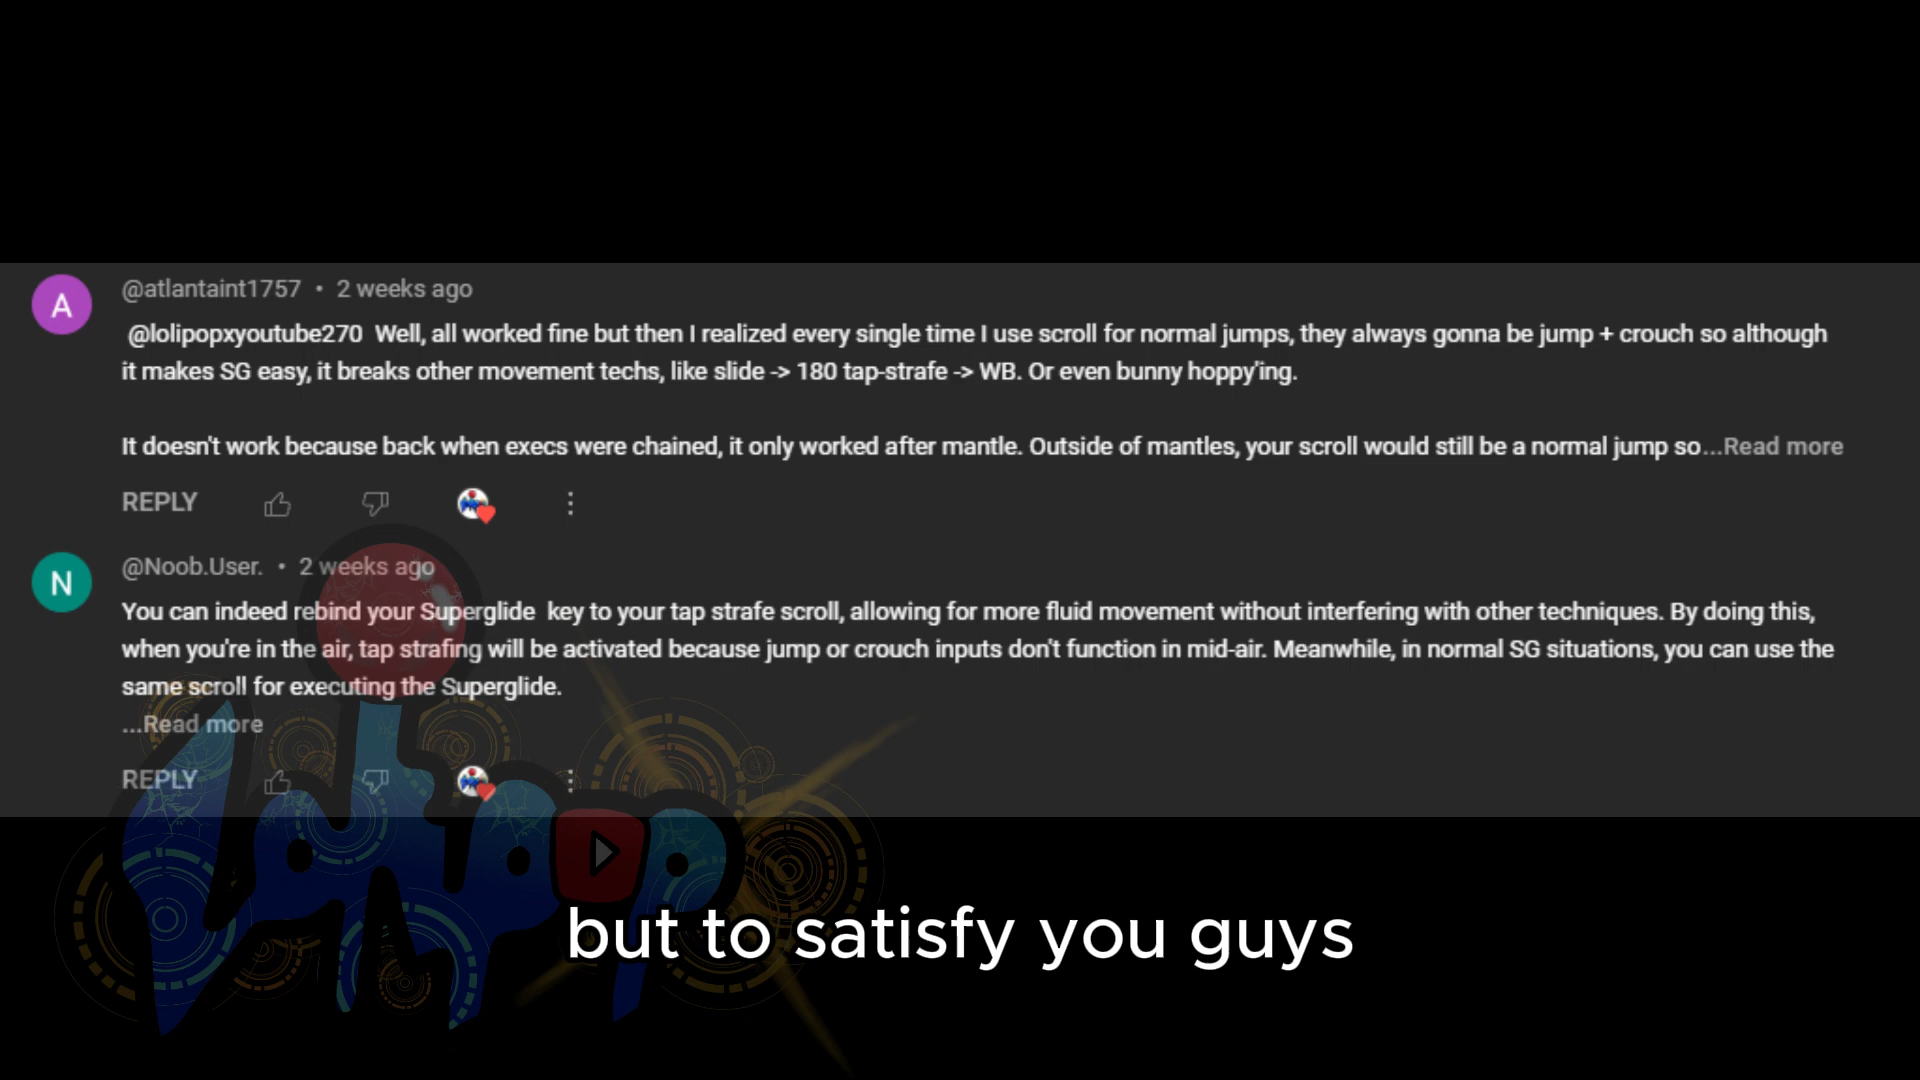 A
@atlantaint1757 • 2 weeks ago
@lolipopxyoutube270 Well, all worked fine but then I realized every single time I use scroll for normal jumps, they always gonna be jump + crouch so although
it makes SG easy, it breaks other movement techs, like slide -> 180 tap-strafe -> WB. Or even bunny hoppy'ing.
It doesn't work because back when execs were chained, it only worked after mantle. Outside of mantles, your scroll would still be a normal jump so...Read more
REPLY
N
@Noob.User. • 2 weeks ago
You can indeed rebind your Superglide key to your tap strafe scroll, allowing for more fluid movement without interfering with other techniques. By doing this,
when you're in the air, tap strafing will be activated because jump or crouch inputs don't function in mid-air. Meanwhile, in normal SG situations, you can use the
same scroll for executing the Superglide.
...Read more
REPLY
Lolipop
but to satisfy you guys